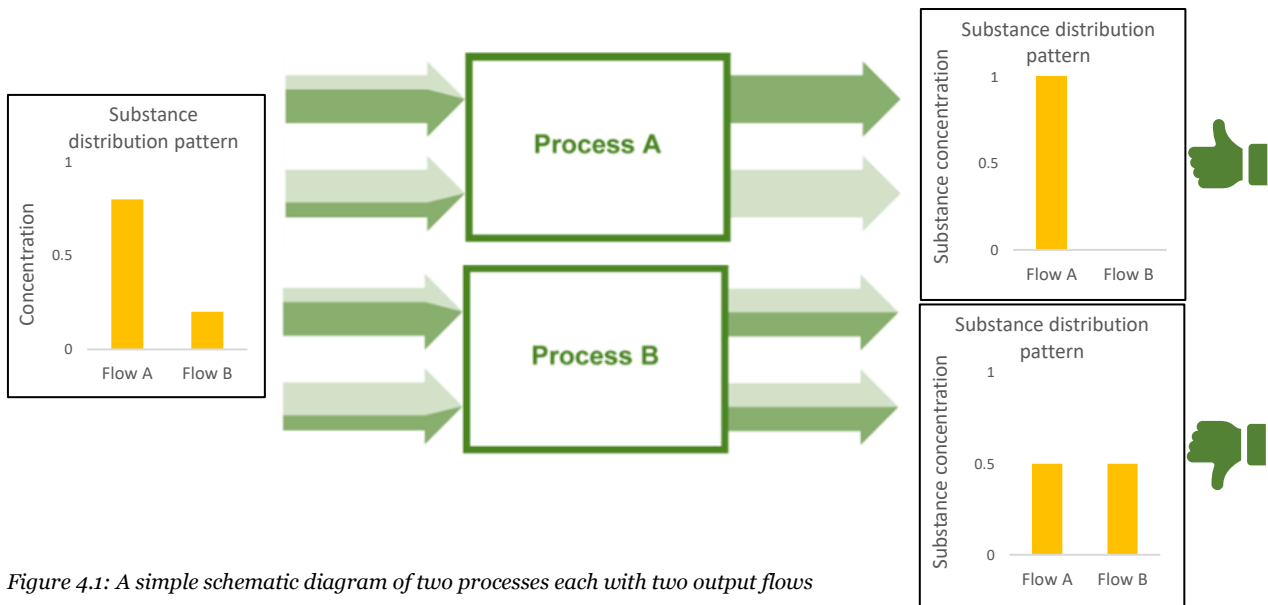 Substance
distribution pattern
Concentration
1
0.5
0
Flow A Flow B
Process A
Process B
Substance distribution
pattern
Substance concentration
1
0.5
0
Flow A Flow B
Substance distribution
pattern
Substance concentration
1
0.5
0
Flow A Flow B
Figure 4.1: A simple schematic diagram of two processes each with two output flows